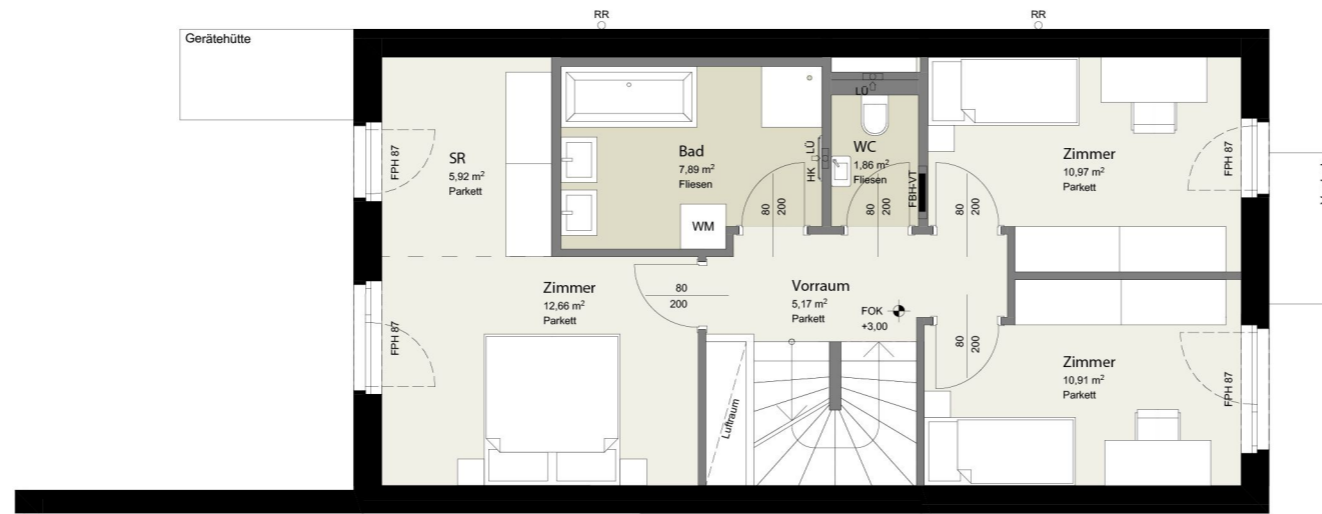 RR
RR
Gerätehütte
SR
5,92 m²
Parkett
FPH 87
Bad
7,89 m²
Fliesen
WM
HK
LÜ
LÜ
WC
1,86 m²
Fliesen
FBH-VT
80
200
80
200
80
200
Zimmer
10,97 m²
Parkett
FPH 87
Zimmer
12,66 m²
Parkett
FPH 87
80
200
Vorraum
5,17 m²
Parkett
FOK
+3,00
80
200
Luftraum
Zimmer
10,91 m²
Parkett
FPH 87